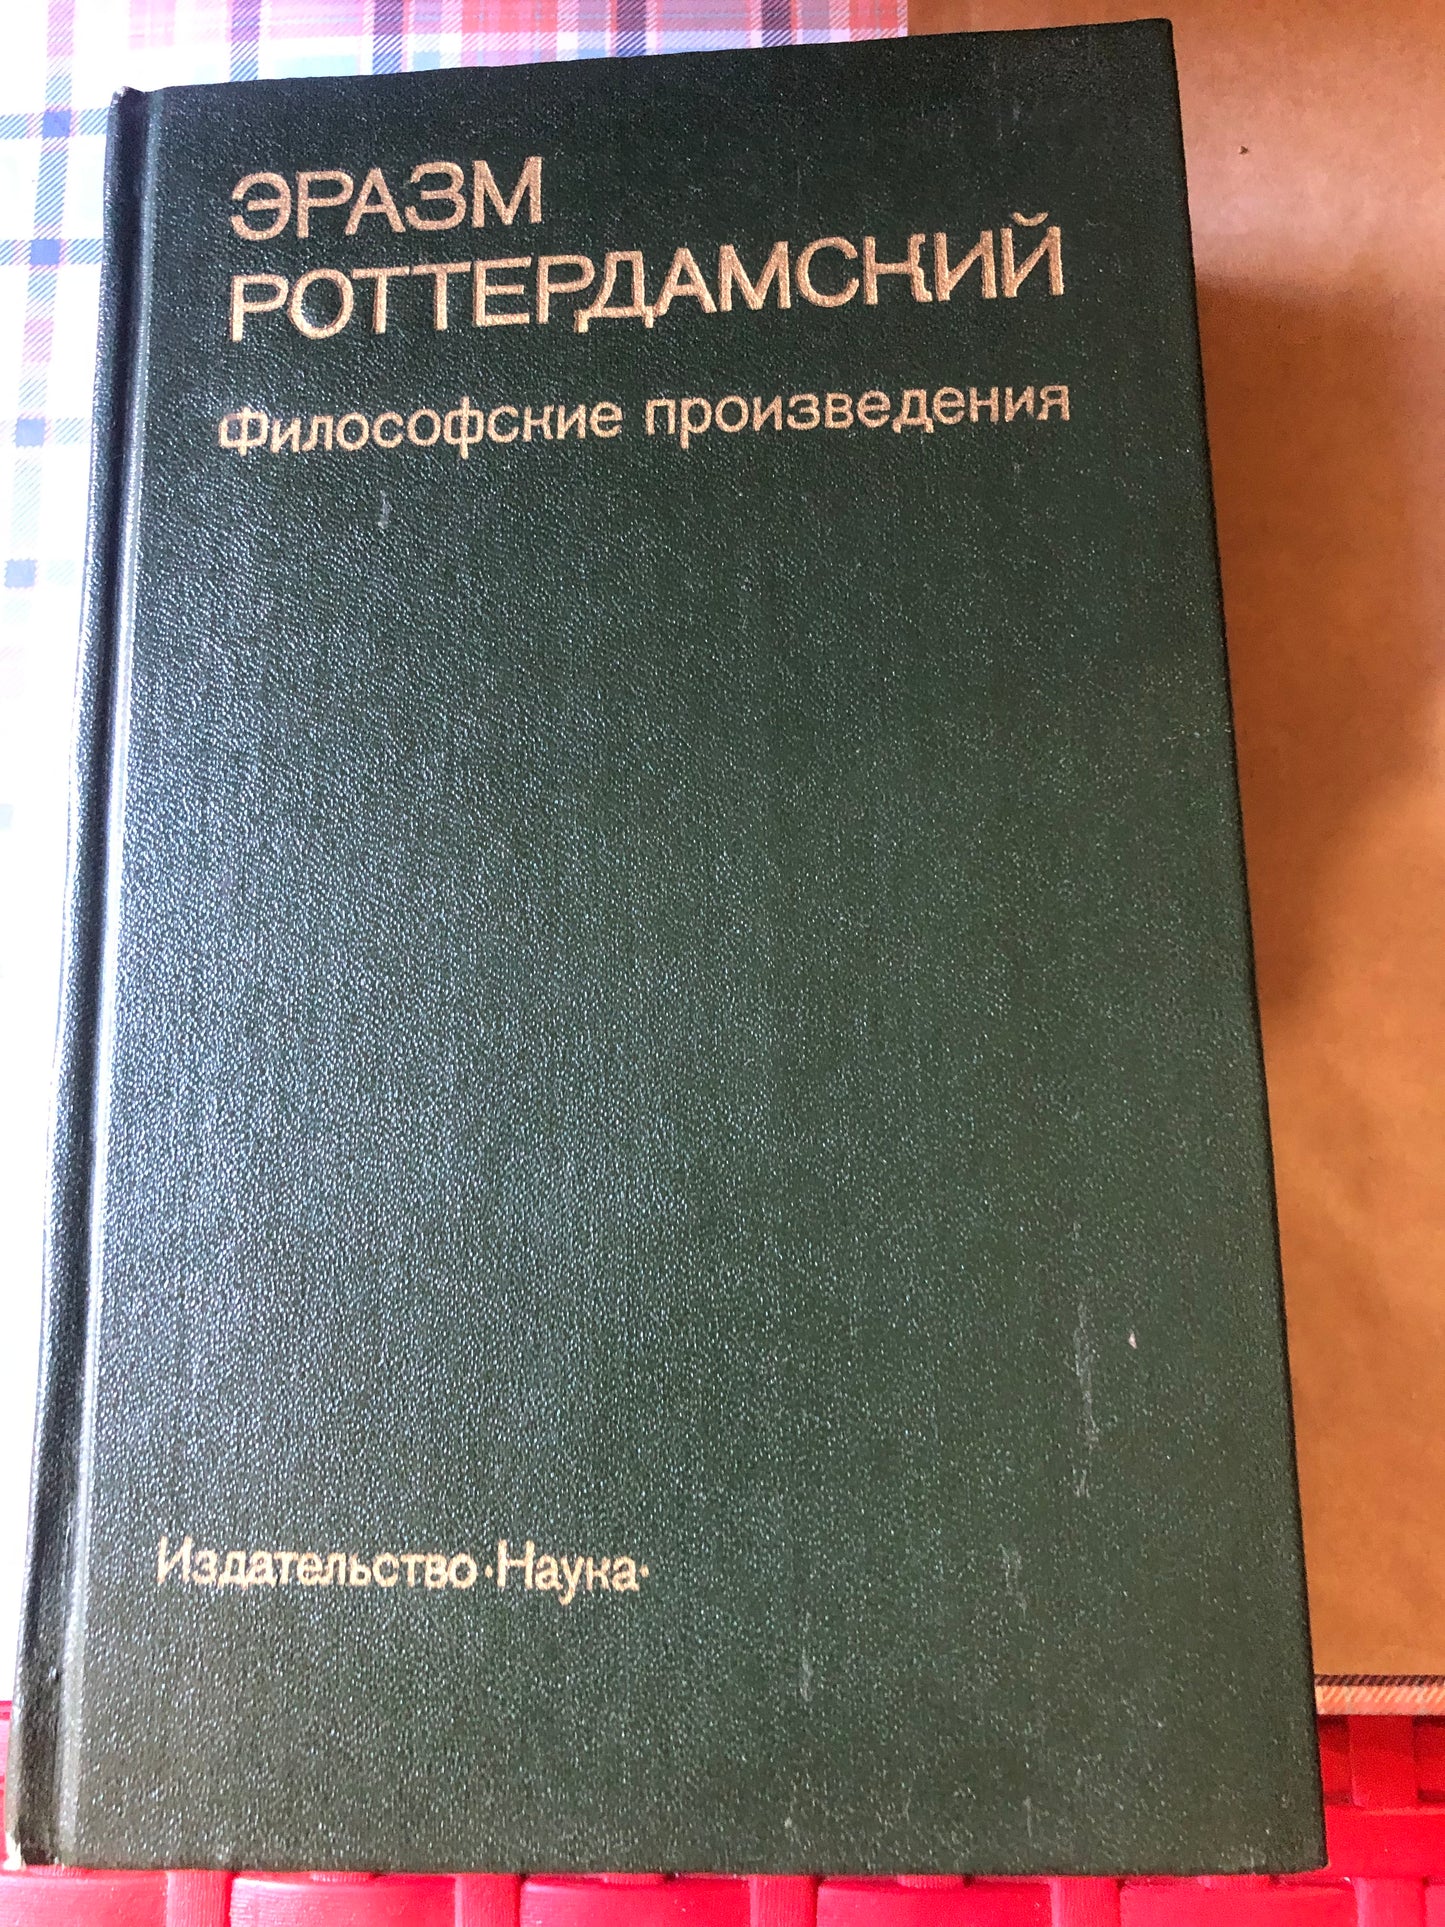 ЭРАЗМ
РОТТЕРДАМСКИЙ
Философские произведения
Издательство·Наука·